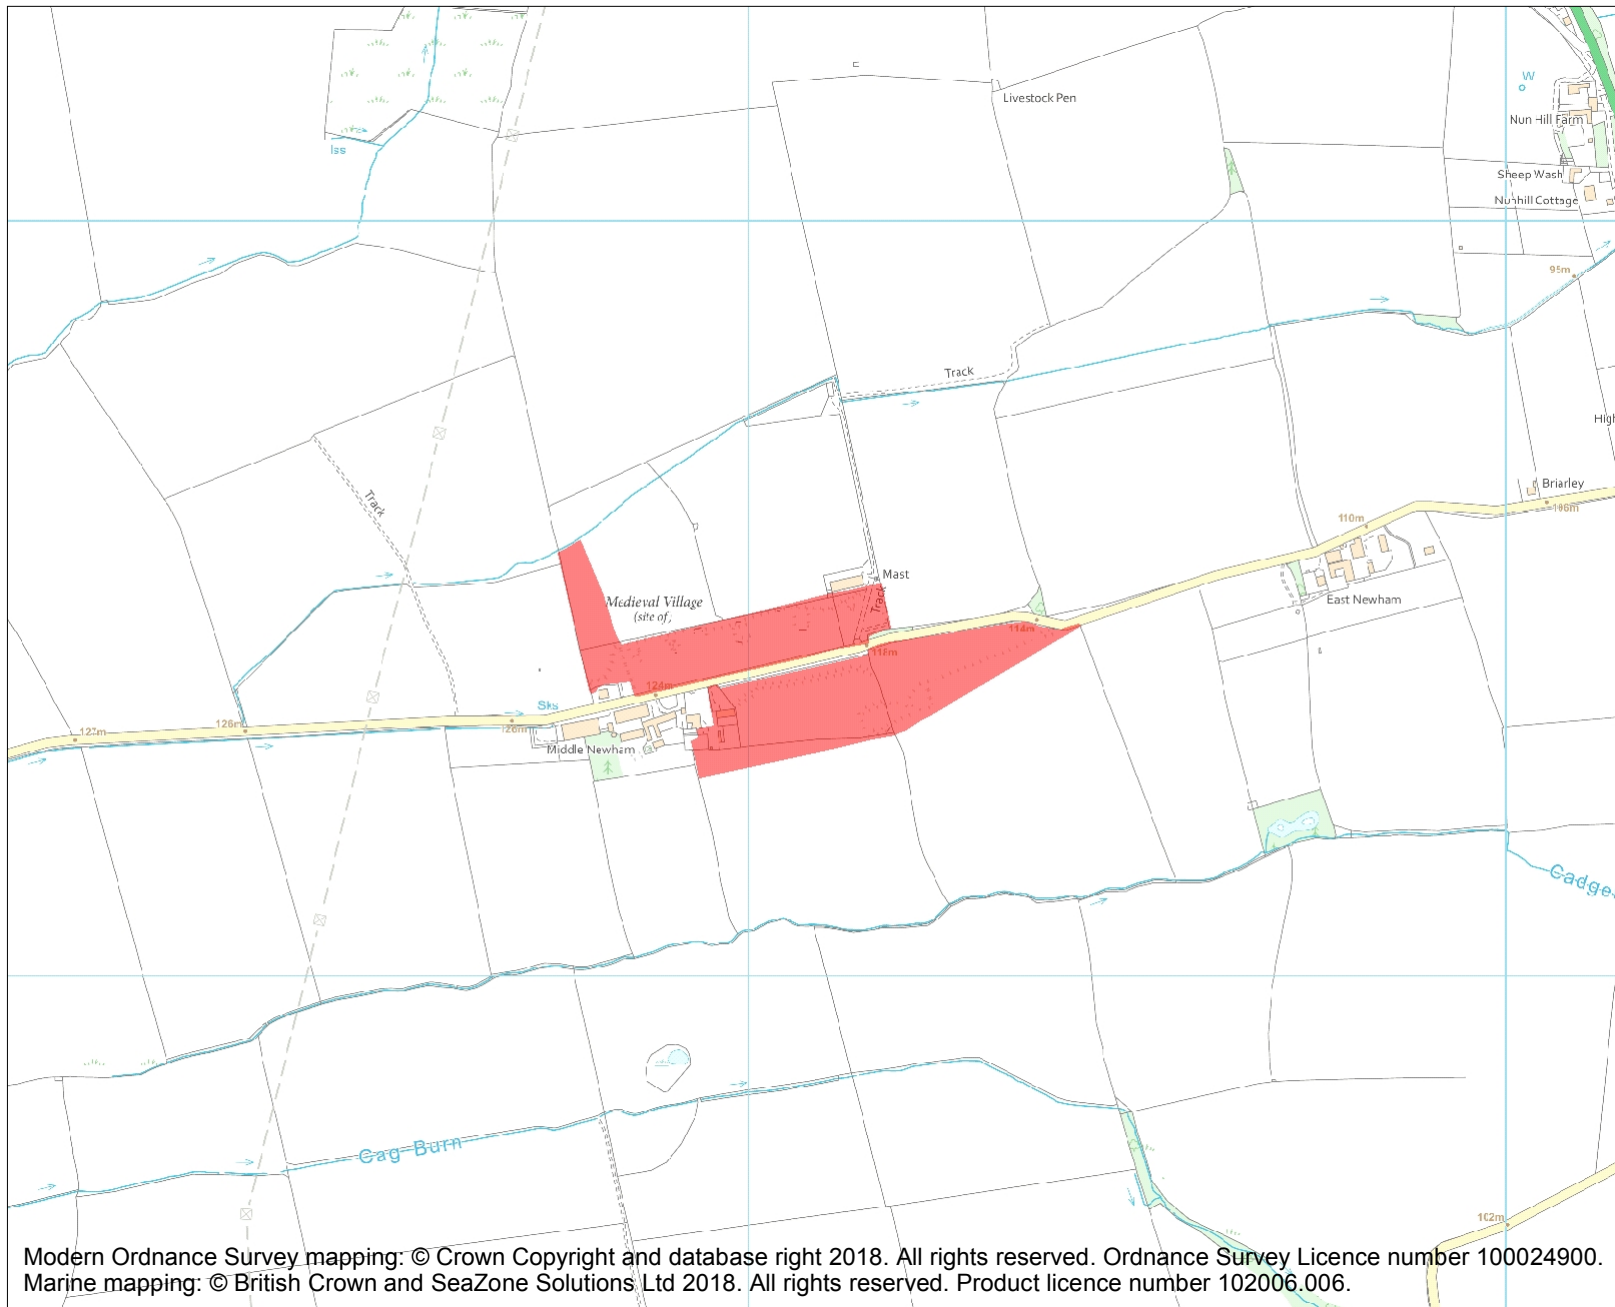 W
Livestock Pen
Nun Hill Farm
Iss
Sheep Wash
Nunhill Cottage
95m
Track
High
Track
Briarley
110m
106m
Mast
Medieval Village
(site of)
Track
East Newham
114m
118m
124m
Sks
126m
127m
Middle Newham
Cadge
Cag Burn
102m
Modern Ordnance Survey mapping: © Crown Copyright and database right 2018. All rights reserved. Ordnance Survey Licence number 100024900.
Marine mapping: © British Crown and SeaZone Solutions Ltd 2018. All rights reserved. Product licence number 102006.006.